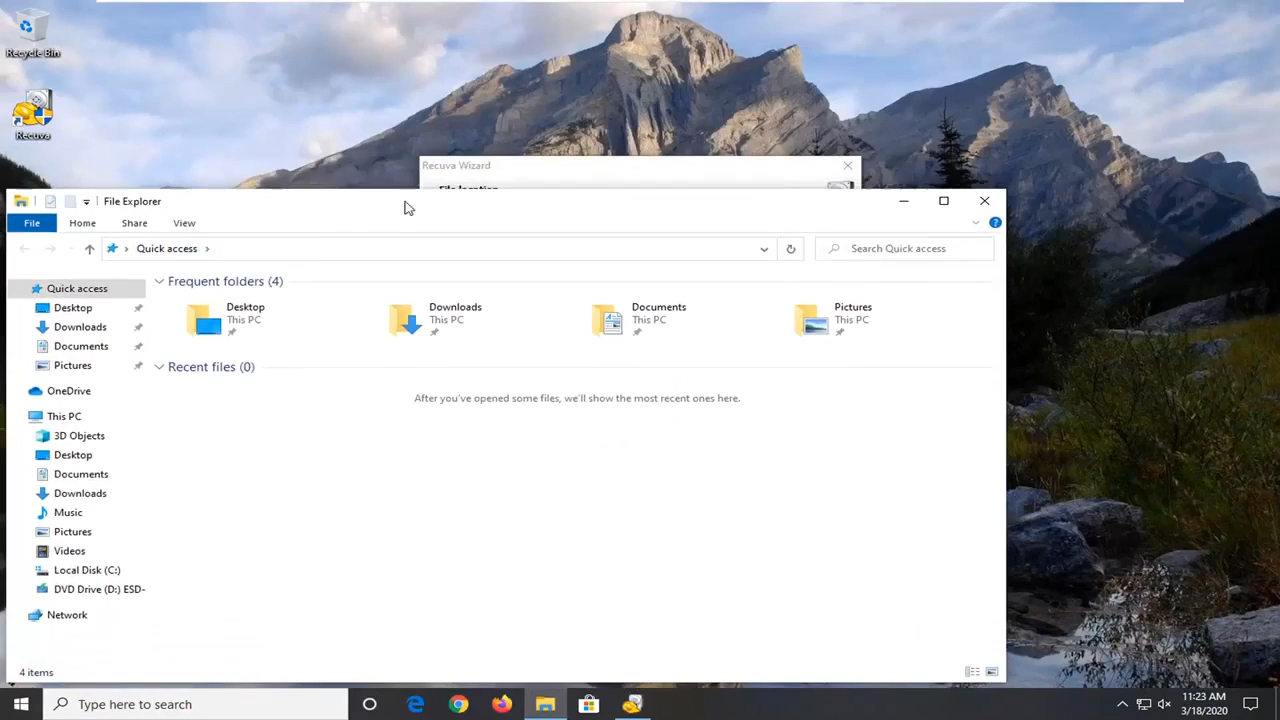 Recycle Bin
Recuva
Recuva Wizard
File location
File Explorer
File Home Share View
Quick access
Search Quick access
Quick access
Desktop
Downloads
Documents
Pictures
OneDrive
This PC
3D Objects
Desktop
Documents
Downloads
Music
Pictures
Videos
Local Disk (C:)
DVD Drive (D:) ESD-
Network
Frequent folders (4)
Desktop
This PC
Downloads
This PC
Documents
This PC
Pictures
This PC
Recent files (0)
After you've opened some files, we'll show the most recent ones here.
4 items
Type here to search
11:23 AM
3/18/2020